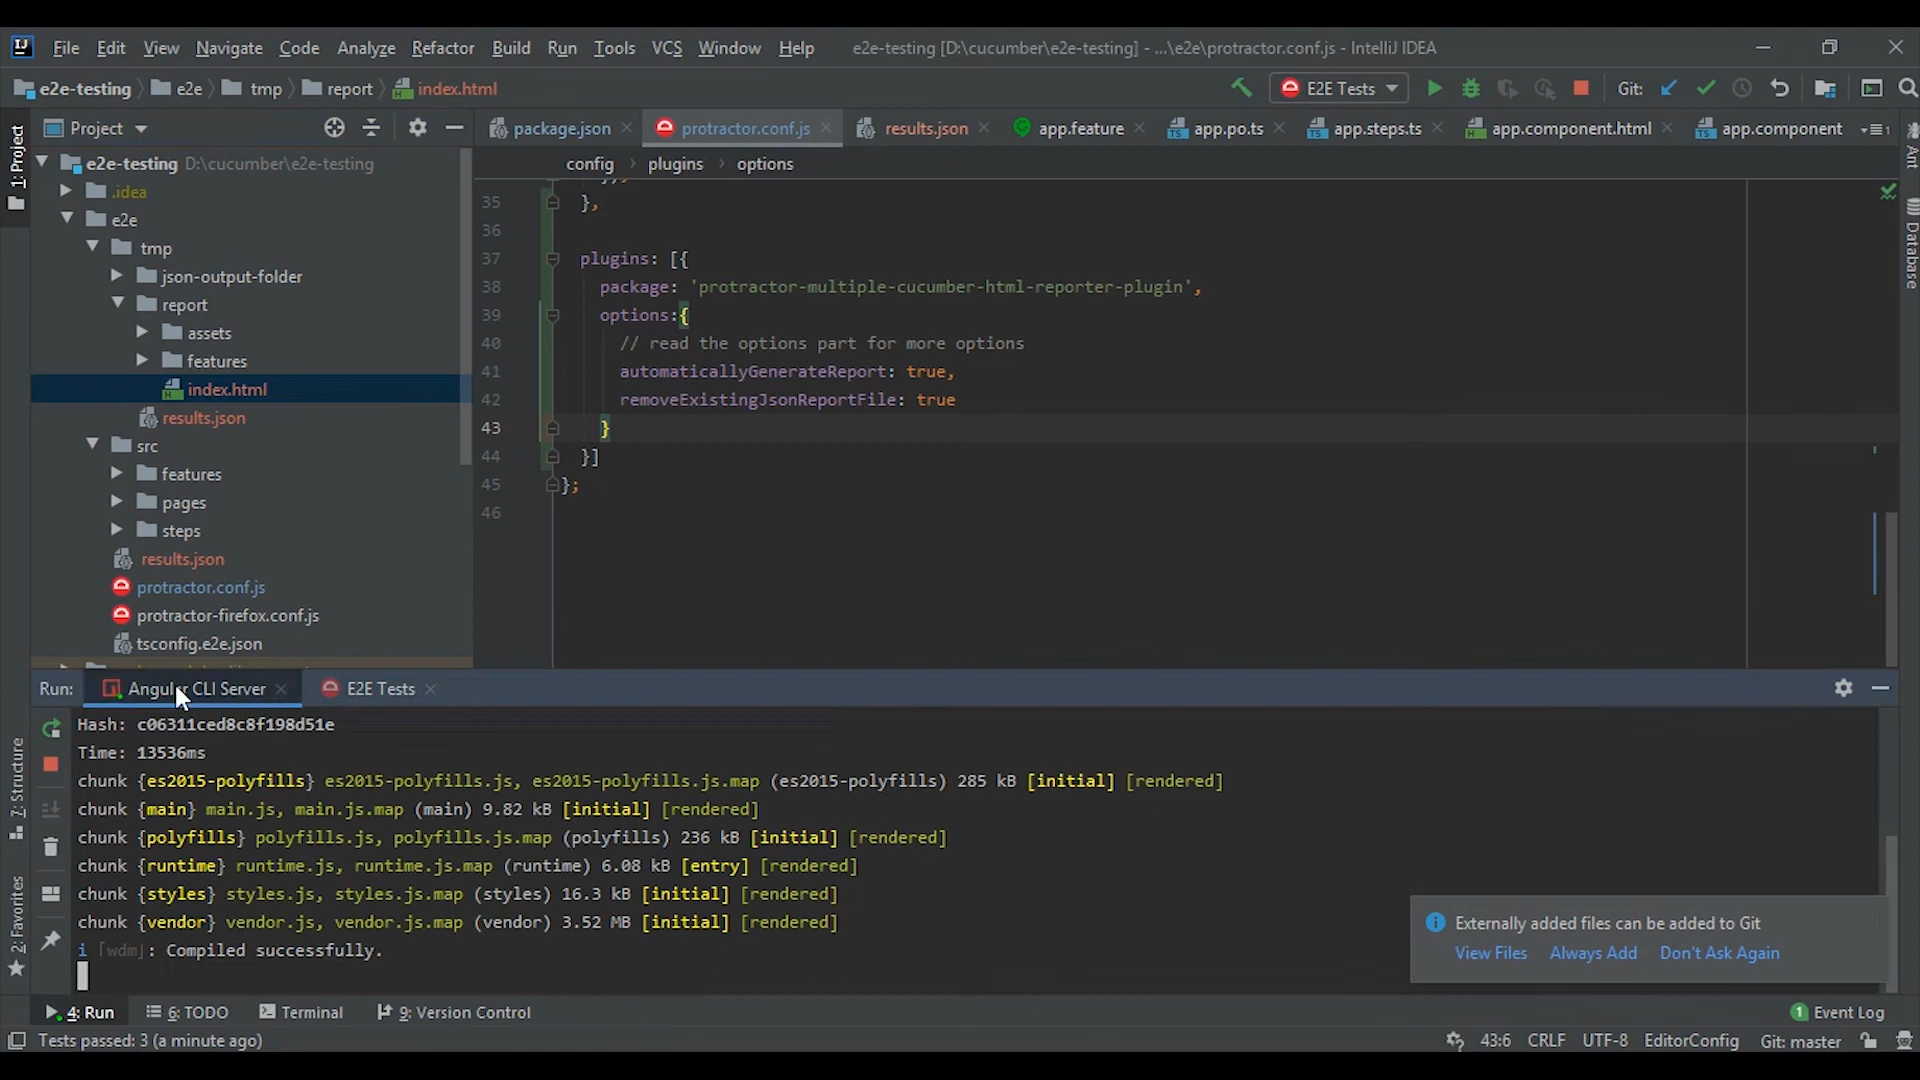 File Edit View Navigate Code Analyze Refactor Build Run Tools VCS Window Help e2e-testing [D:\cucumber\e2e-testing] - ...\e2e\protractor.conf.js - IntelliJ IDEA
e2e-testing e2e tmp report index.html E2E Tests Git:
1: Project
Project
package.json protractor.conf.js results.json app.feature app.po.ts app.steps.ts app.component.html app.component
Ant
Database
config plugins options
e2e-testing D:\cucumber\e2e-testing
.idea
e2e
tmp
json-output-folder
report
assets
features
index.html
results.json
src
features
pages
steps
results.json
protractor.conf.js
protractor-firefox.conf.js
tsconfig.e2e.json
35 },
36
37 plugins: [{
38 package: 'protractor-multiple-cucumber-html-reporter-plugin',
39 options:{
40 // read the options part for more options
41 automaticallyGenerateReport: true,
42 removeExistingJsonReportFile: true
43 }
44 }]
45 };
46
Run: Angular CLI Server E2E Tests
Hash: c06311ced8c8f198d51e
Time: 13536ms
chunk {es2015-polyfills} es2015-polyfills.js, es2015-polyfills.js.map (es2015-polyfills) 285 kB [initial] [rendered]
chunk {main} main.js, main.js.map (main) 9.82 kB [initial] [rendered]
chunk {polyfills} polyfills.js, polyfills.js.map (polyfills) 236 kB [initial] [rendered]
chunk {runtime} runtime.js, runtime.js.map (runtime) 6.08 kB [entry] [rendered]
chunk {styles} styles.js, styles.js.map (styles) 16.3 kB [initial] [rendered]
chunk {vendor} vendor.js, vendor.js.map (vendor) 3.52 MB [initial] [rendered]
i ｢wdm｣: Compiled successfully.
7: Structure
2: Favorites
Externally added files can be added to Git
View Files Always Add Don't Ask Again
4: Run 6: TODO Terminal 9: Version Control 1 Event Log
Tests passed: 3 (a minute ago) 43:6 CRLF UTF-8 EditorConfig Git: master